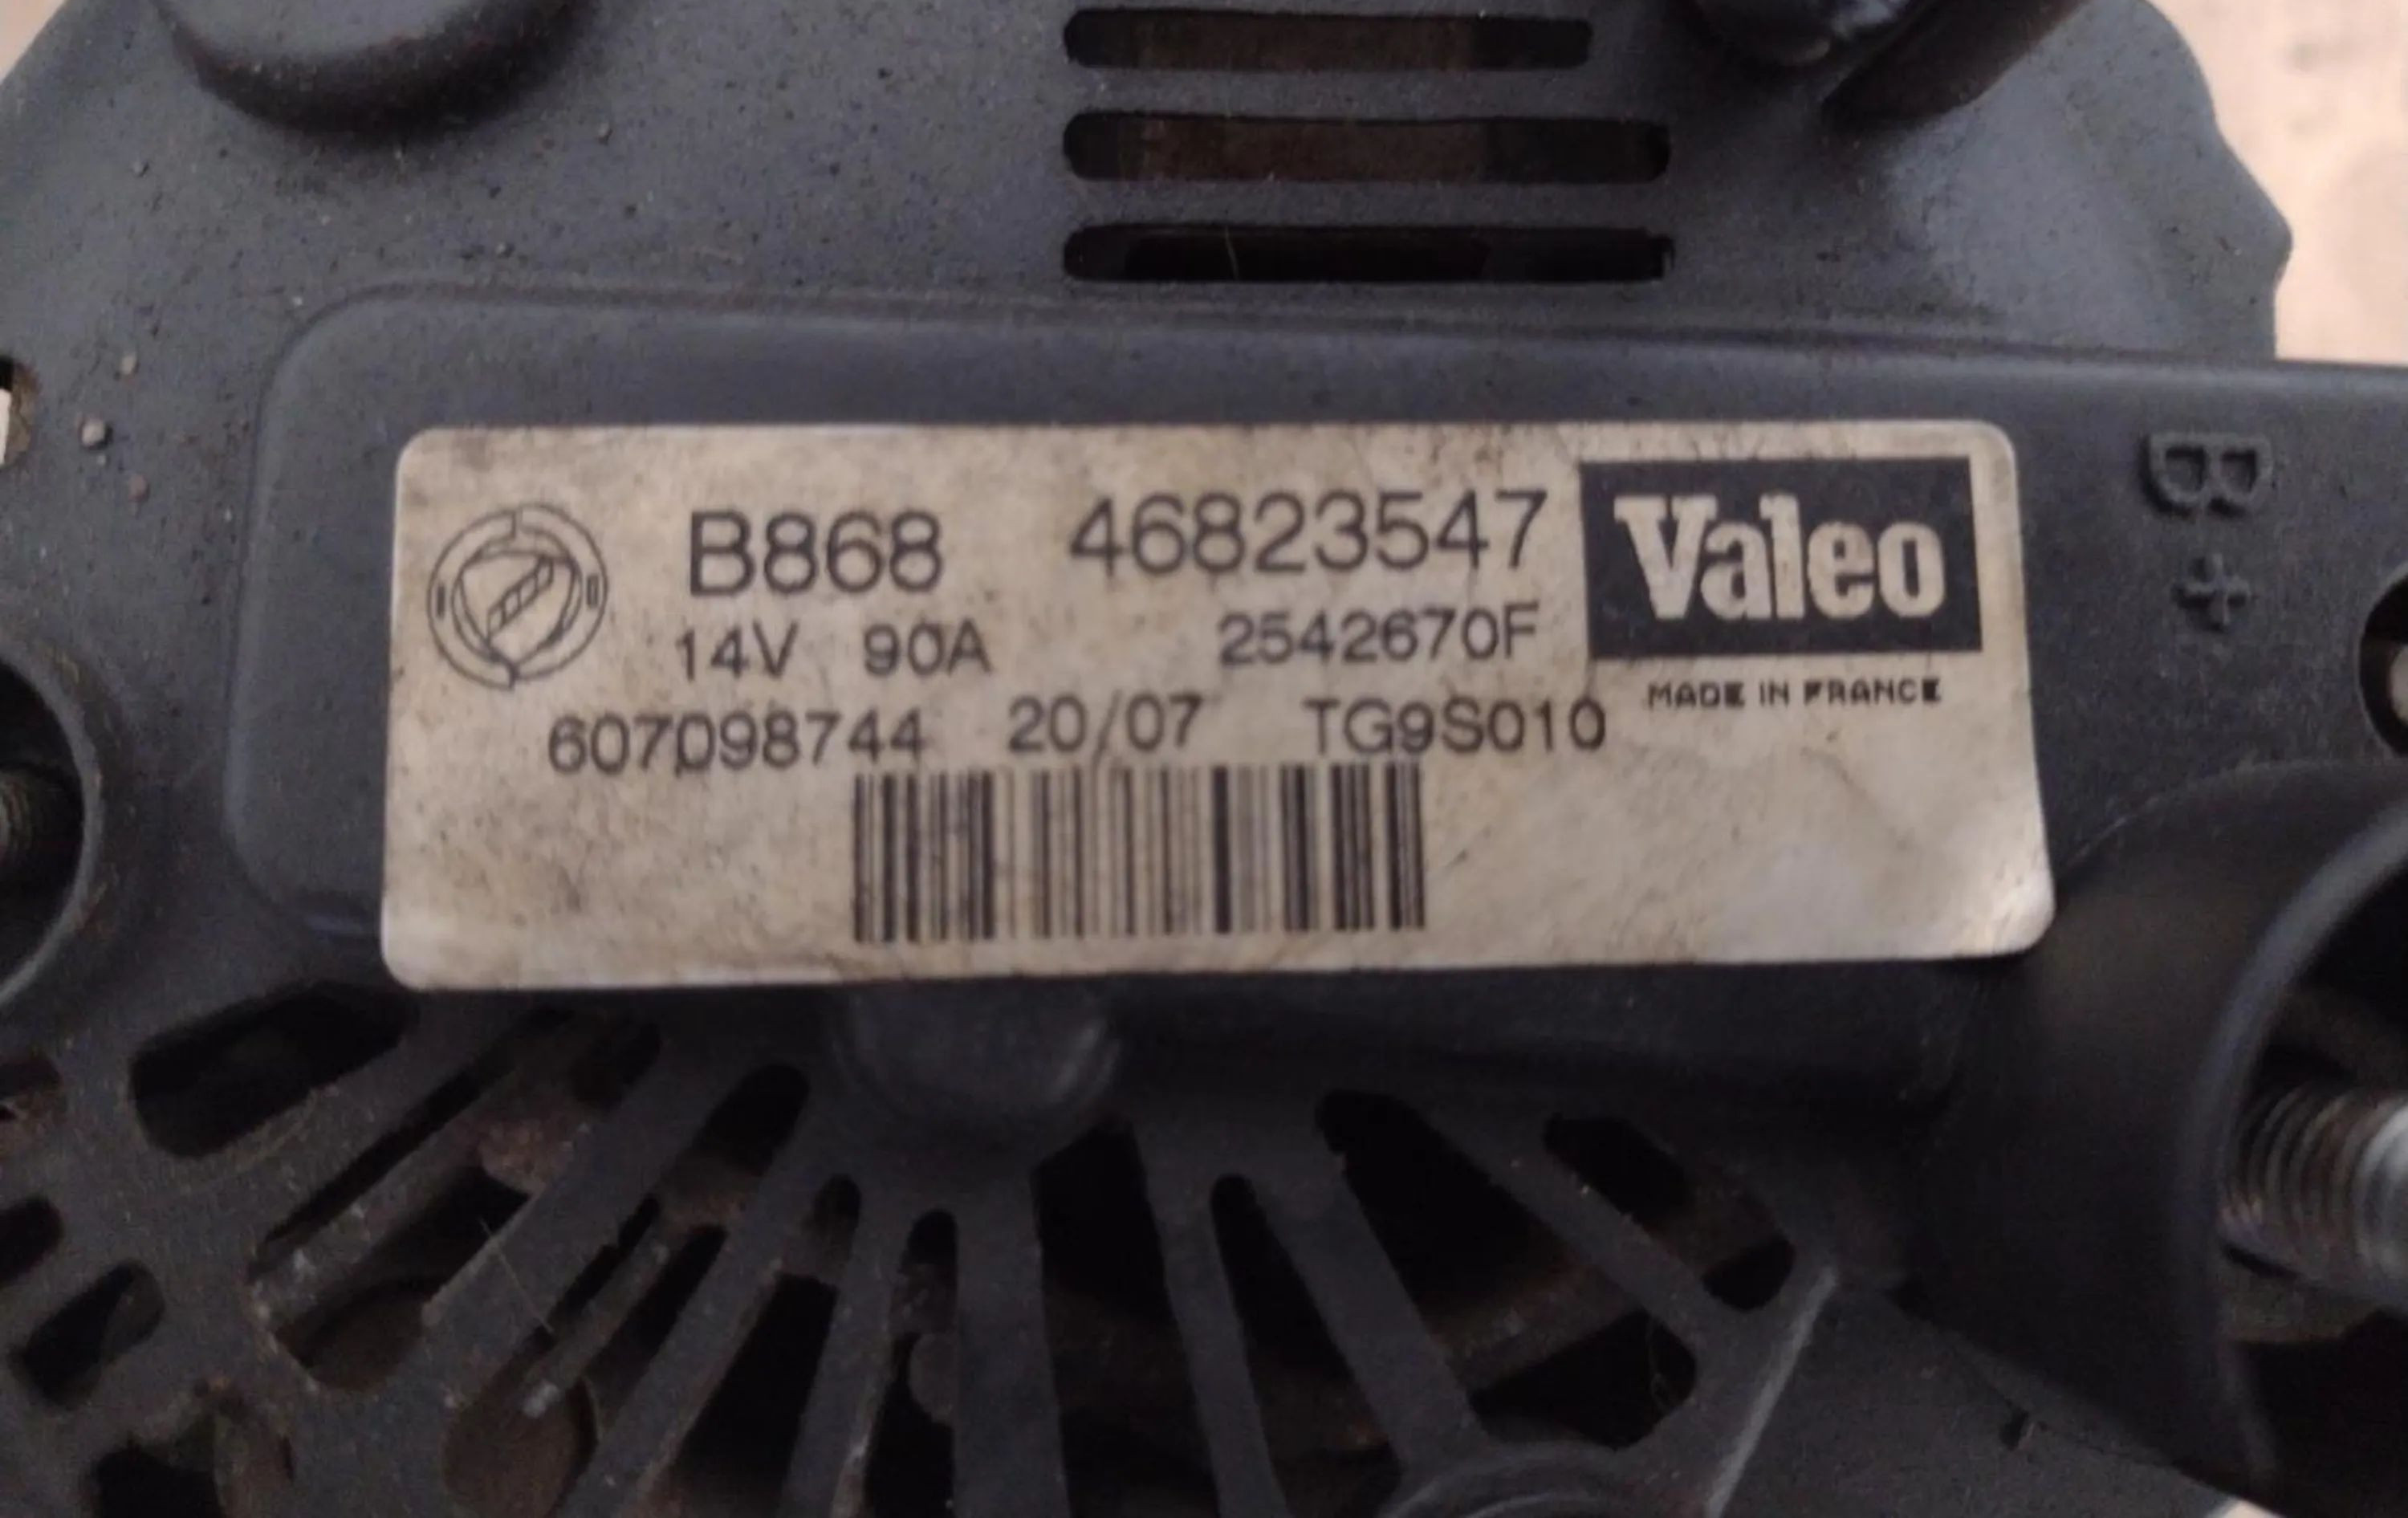 B868 46823547
Valeo
14V 90A 2542670F
MADE IN FRANCE
607098744 20/07 TG9S010
B+